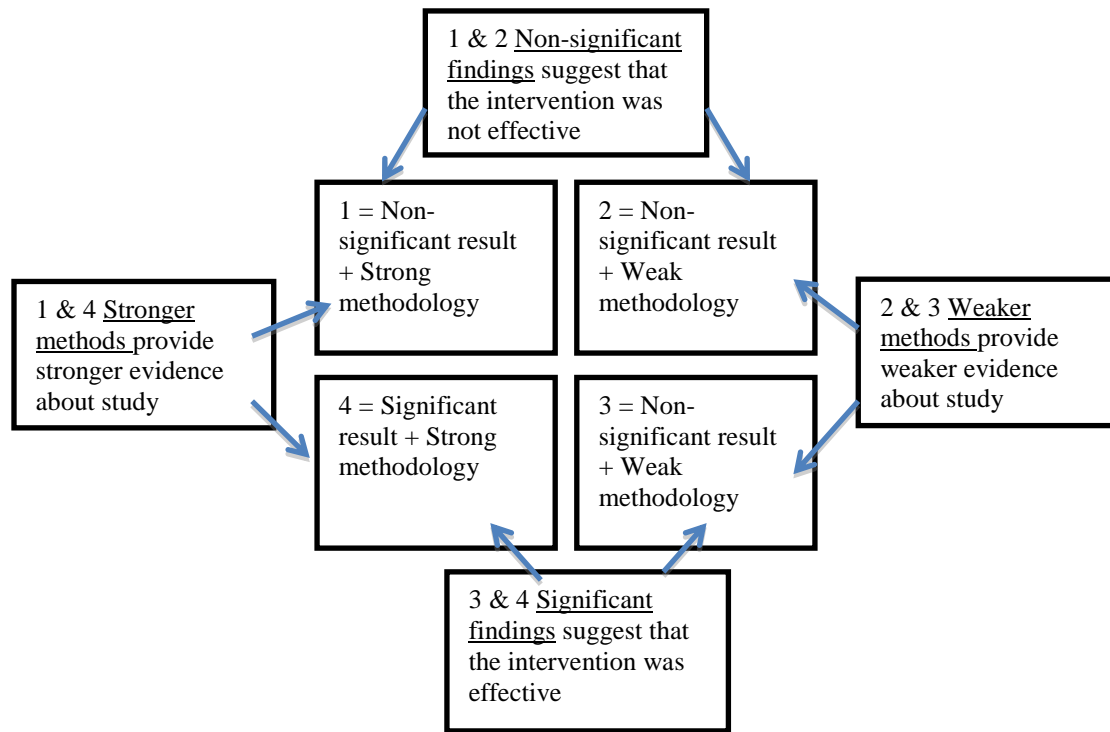 1 & 2 Non-significant
findings suggest that
the intervention was
not effective
1 = Non-
significant result
+ Strong
methodology
2 = Non-
significant result
+ Weak
methodology
1 & 4 Stronger
methods provide
stronger evidence
about study
2 & 3 Weaker
methods provide
weaker evidence
about study
4 = Significant
result + Strong
methodology
3 = Non-
significant result
+ Weak
methodology
3 & 4 Significant
findings suggest that
the intervention was
effective